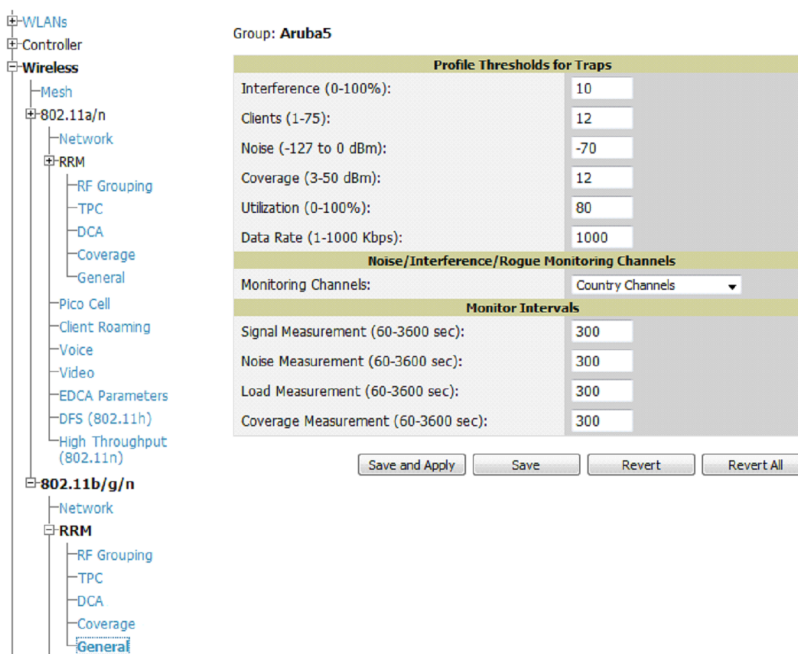 WLANs
Controller
Wireless
Mesh
802.11a/n
Network
RRM
RF Grouping
TPC
DCA
Coverage
General
Pico Cell
Client Roaming
Voice
Video
EDCA Parameters
DFS (802.11h)
High Throughput
(802.11n)
802.11b/g/n
Network
RRM
RF Grouping
TPC
DCA
Coverage
General
Group: Aruba5
Profile Thresholds for Traps
Interference (0-100%): 10
Clients (1-75): 12
Noise (-127 to 0 dBm): -70
Coverage (3-50 dBm): 12
Utilization (0-100%): 80
Data Rate (1-1000 Kbps): 1000
Noise/Interference/Rogue Monitoring Channels
Monitoring Channels: Country Channels
Monitor Intervals
Signal Measurement (60-3600 sec): 300
Noise Measurement (60-3600 sec): 300
Load Measurement (60-3600 sec): 300
Coverage Measurement (60-3600 sec): 300
Save and Apply Save Revert Revert All